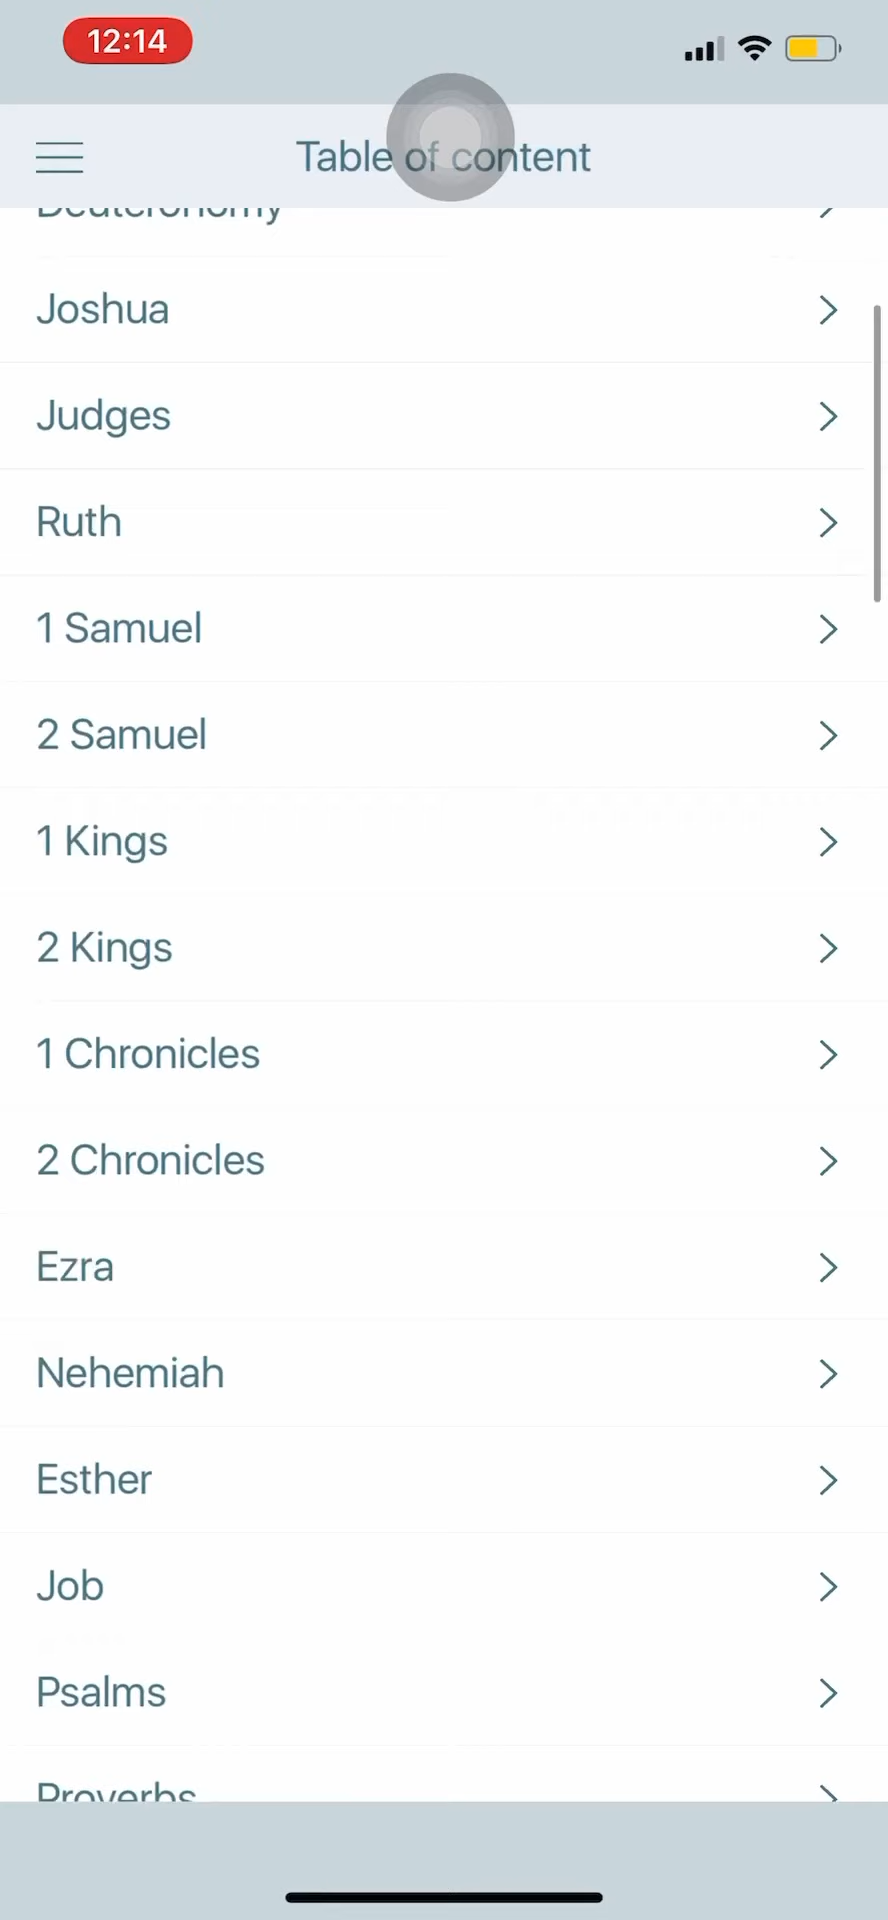 12:14
Table of content
Deuteronomy
Joshua
Judges
Ruth
1 Samuel
2 Samuel
1 Kings
2 Kings
1 Chronicles
2 Chronicles
Ezra
Nehemiah
Esther
Job
Psalms
Proverbs